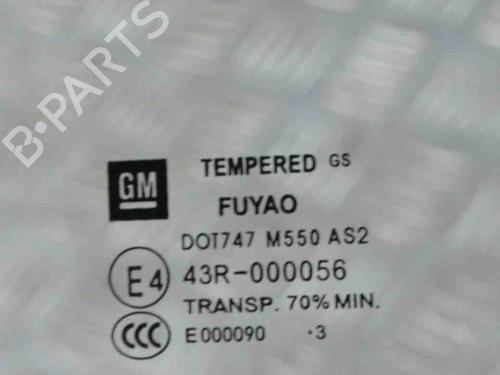 B-PARTS
GM
TEMPERED GS
FUYAO
DOT747 M550 AS2
E4 43R-000056
TRANSP. 70% MIN.
CCC E000090 ·3